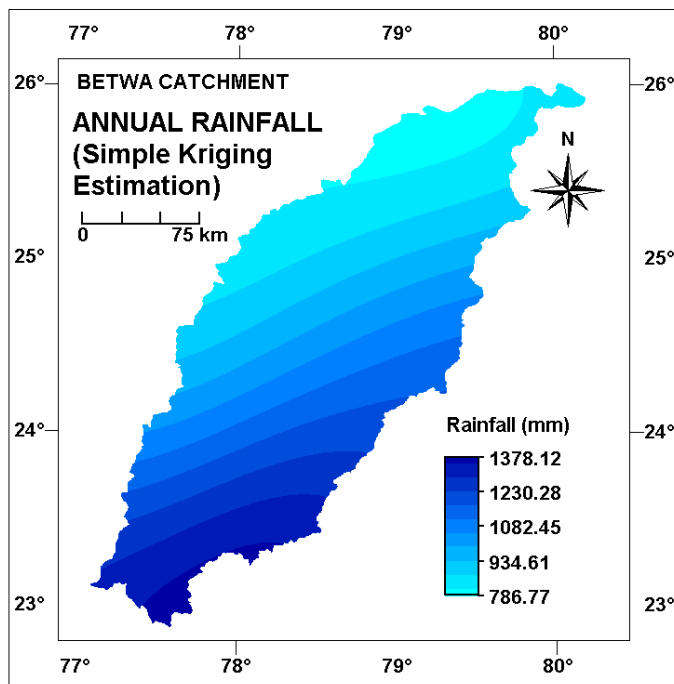 77° 78° 79° 80°
26° 26°
BETWA CATCHMENT
ANNUAL RAINFALL
(Simple Kriging
Estimation)
N
0 75 km
25° 25°
24° 24°
Rainfall (mm)
1378.12
1230.28
1082.45
934.61
786.77
23° 23°
77° 78° 79° 80°